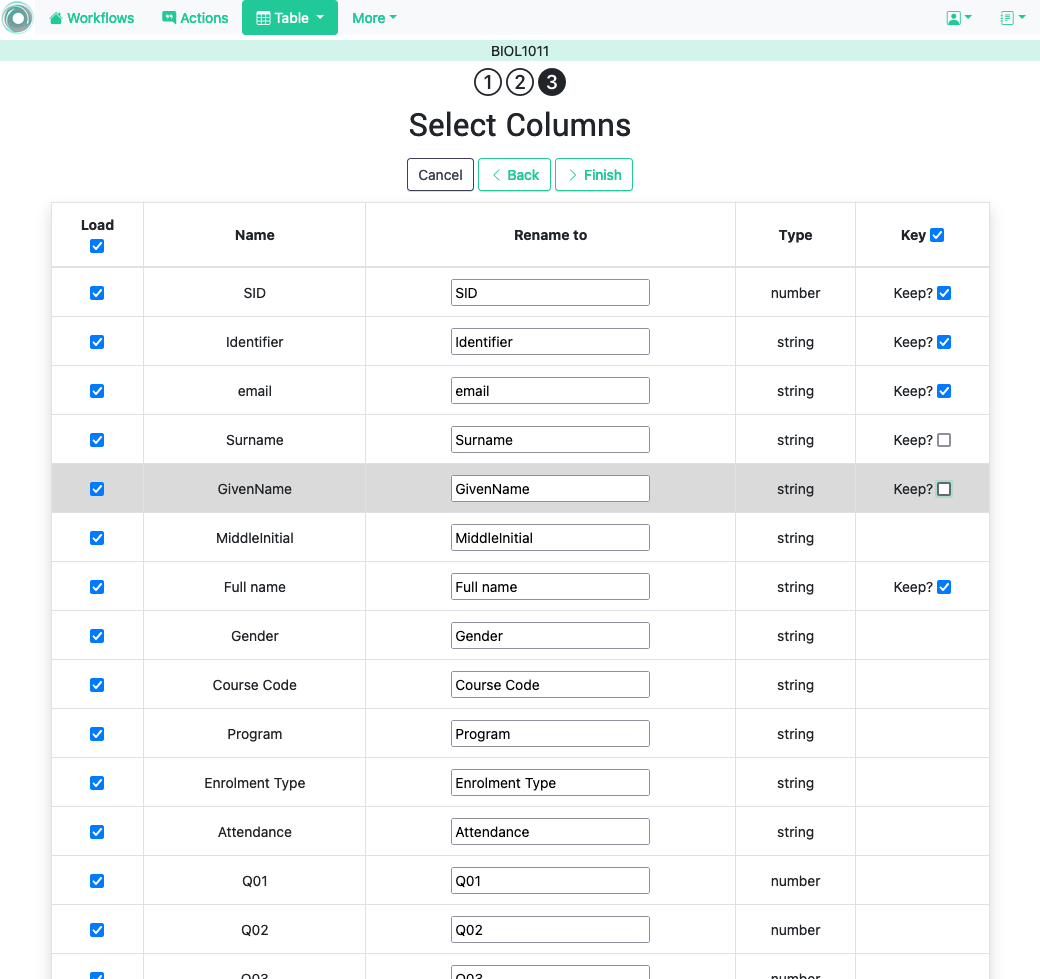 Workflows Actions Table More
BIOL1011
1 2 3
Select Columns
Cancel Back Finish
Load Name Rename to Type Key
SID SID number Keep?
Identifier Identifier string Keep?
email email string Keep?
Surname Surname string Keep?
GivenName GivenName string Keep?
MiddleInitial MiddleInitial string
Full name Full name string Keep?
Gender Gender string
Course Code Course Code string
Program Program string
Enrolment Type Enrolment Type string
Attendance Attendance string
Q01 Q01 number
Q02 Q02 number
Q03 Q03 number